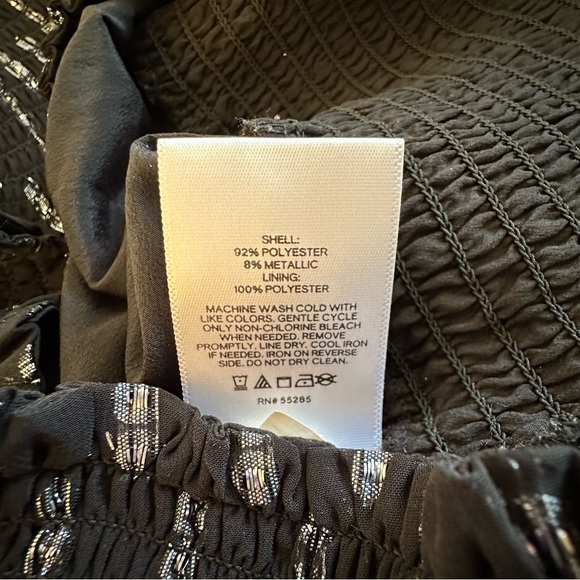 SHELL:
92% POLYESTER
8% METALLIC
LINING:
100% POLYESTER
MACHINE WASH COLD WITH
LIKE COLORS. GENTLE CYCLE
ONLY NON-CHLORINE BLEACH
WHEN NEEDED. REMOVE
PROMPTLY. LINE DRY. COOL IRON
IF NEEDED. IRON ON REVERSE
SIDE. DO NOT DRY CLEAN.
RN# 55285